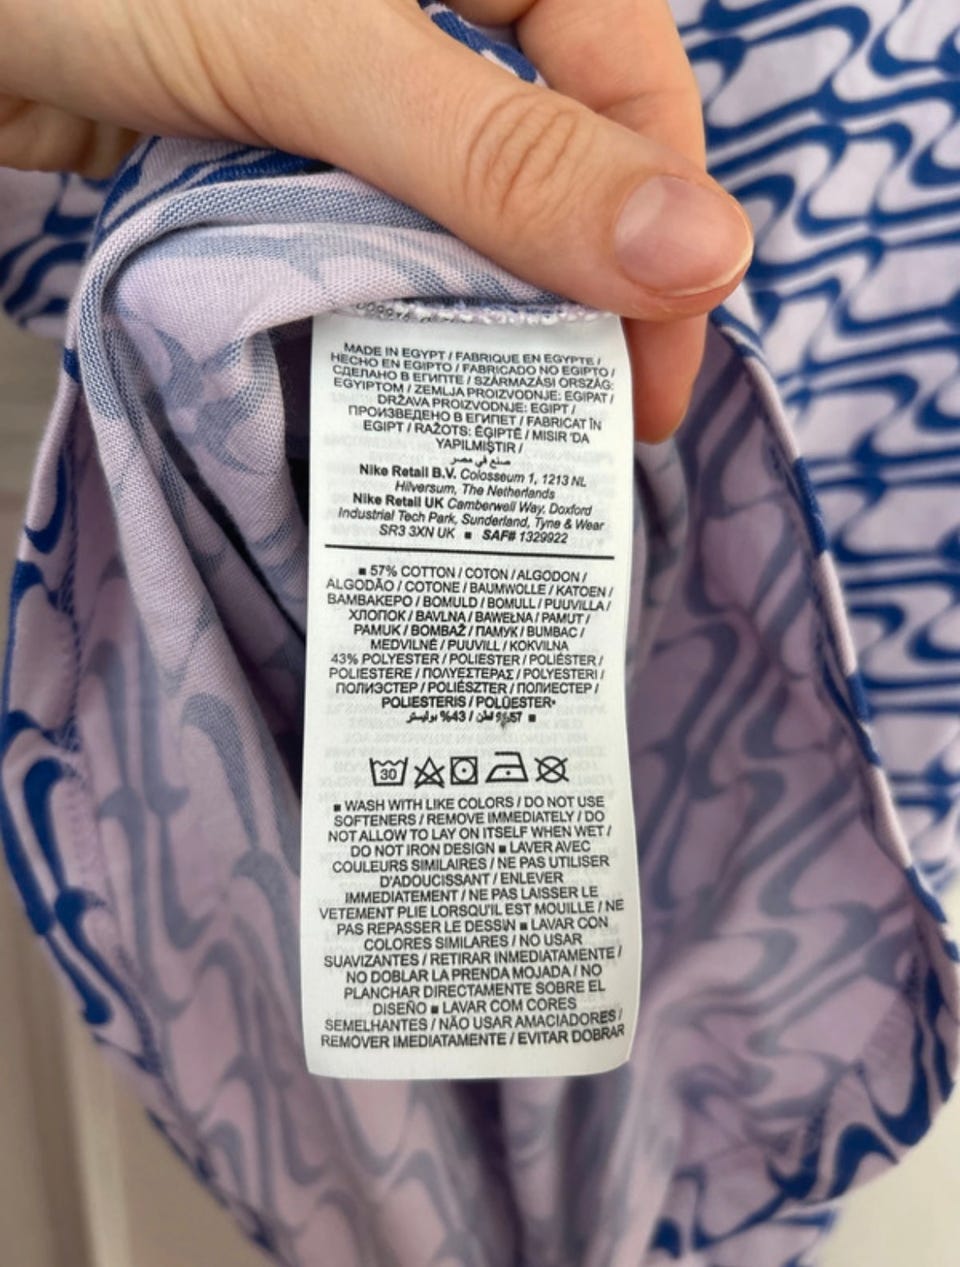 MADE IN EGYPT / FABRIQUE EN EGYPTE /
HECHO EN EGIPTO / FABRICADO NO EGIPTO /
СДЕЛАНО В ЕГИПТЕ / SZÁRMAZÁSI ORSZÁG:
EGYIPTOM / ZEMLJA PROIZVODNJE: EGIPAT /
DRŽAVA PROIZVODNJE: EGIPT /
ПРОИЗВЕДЕНО В ЕГИПЕТ / FABRICAT ÎN
EGIPT / RAŽOTS: ĒĢIPTĒ / MISIR 'DA
YAPILMIŞTIR /
صنع في مصر
Nike Retail B.V. Colosseum 1, 1213 NL
Hilversum, The Netherlands
Nike Retail UK Camberwell Way, Doxford
Industrial Tech Park, Sunderland, Tyne & Wear
SR3 3XN UK ■ SAF# 1329922
■ 57% COTTON / COTON / ALGODON /
ALGODÃO / COTONE / BAUMWOLLE / KATOEN /
ΒΑΜΒΑΚΕΡΟ / BOMULD / BOMULL / PUUVILLA /
ХЛОПОК / BAVLNA / BAWEŁNA / PAMUT /
PAMUK / BOMBAŽ / ПАМУК / BUMBAC /
MEDVILNĖ / PUUVILL / KOKVILNA
43% POLYESTER / POLIESTER / POLIÉSTER /
POLIESTERE / ΠΟΛΥΕΣΤΕΡΑΣ / POLYESTERI /
ПОЛИЭСТЕР / POLIÉSZTER / ПОЛИЕСТЕР /
POLIESTERIS / POLÜESTER
■ 57% قطن / 43% بوليستر
30
■ WASH WITH LIKE COLORS / DO NOT USE
SOFTENERS / REMOVE IMMEDIATELY / DO
NOT ALLOW TO LAY ON ITSELF WHEN WET /
DO NOT IRON DESIGN ■ LAVER AVEC
COULEURS SIMILAIRES / NE PAS UTILISER
D'ADOUCISSANT / ENLEVER
IMMEDIATEMENT / NE PAS LAISSER LE
VETEMENT PLIE LORSQU'IL EST MOUILLE / NE
PAS REPASSER LE DESSIN ■ LAVAR CON
COLORES SIMILARES / NO USAR
SUAVIZANTES / RETIRAR INMEDIATAMENTE /
NO DOBLAR LA PRENDA MOJADA / NO
PLANCHAR DIRECTAMENTE SOBRE EL
DISEÑO ■ LAVAR COM CORES
SEMELHANTES / NÃO USAR AMACIADORES /
REMOVER IMEDIATAMENTE / EVITAR DOBRAR